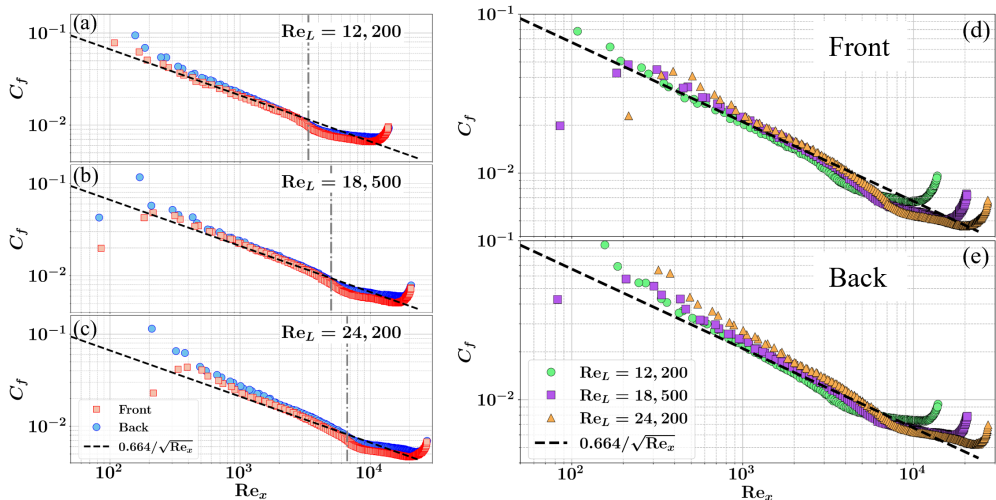 (a)
Re_L = 12,200
10^{-1}
C_f
10^{-2}
(b)
Re_L = 18,500
10^{-1}
C_f
10^{-2}
(c)
Re_L = 24,200
10^{-1}
C_f
10^{-2}
Front
Back
0.664/√Re_x
10^2
10^3
10^4
Re_x
(d)
Front
10^{-1}
C_f
10^{-2}
(e)
Back
10^{-1}
C_f
10^{-2}
Re_L = 12,200
Re_L = 18,500
Re_L = 24,200
0.664/√Re_x
10^2
10^3
10^4
Re_x